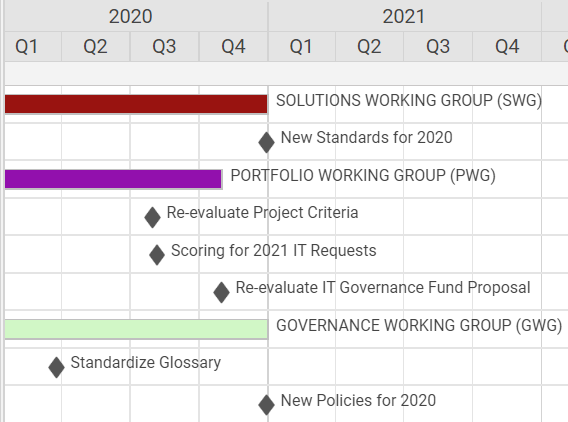 2020 2021
Q1 Q2 Q3 Q4 Q1 Q2 Q3 Q4
SOLUTIONS WORKING GROUP (SWG)
New Standards for 2020
PORTFOLIO WORKING GROUP (PWG)
Re-evaluate Project Criteria
Scoring for 2021 IT Requests
Re-evaluate IT Governance Fund Proposal
GOVERNANCE WORKING GROUP (GWG)
Standardize Glossary
New Policies for 2020